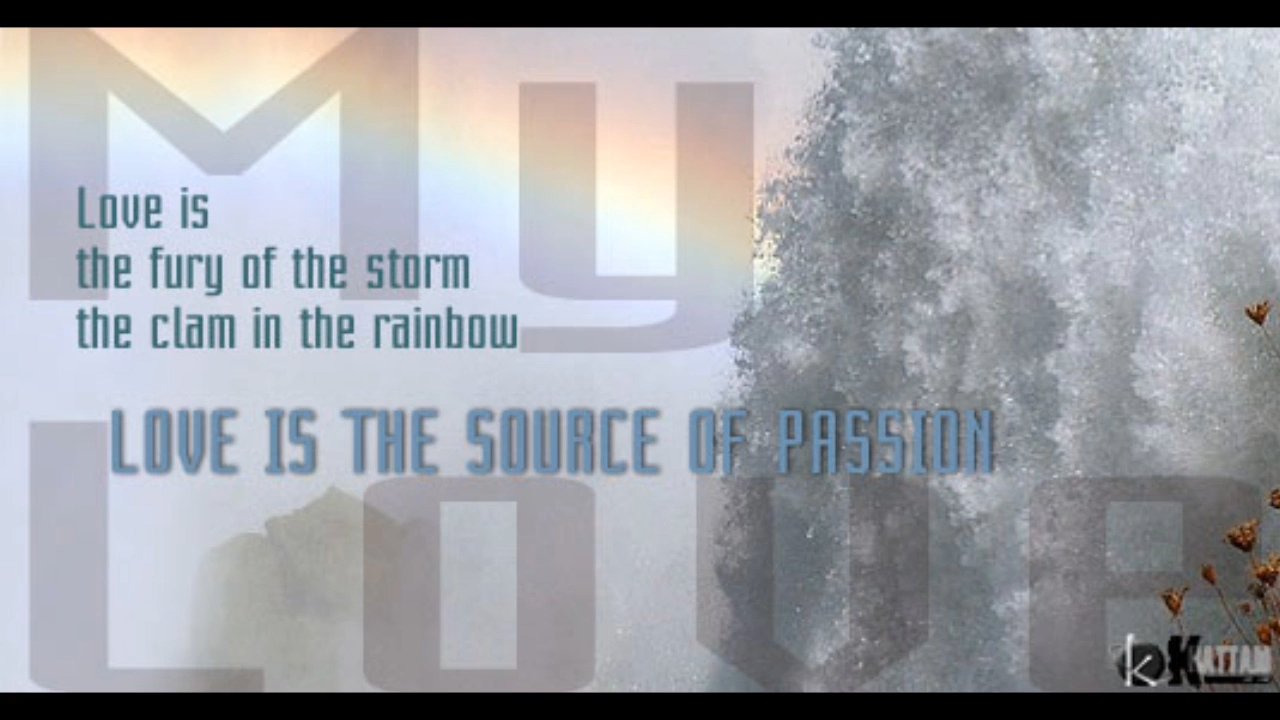 My
Love is
the fury of the storm
the clam in the rainbow
LOVE IS THE SOURCE OF PASSION
Love
KATTAM